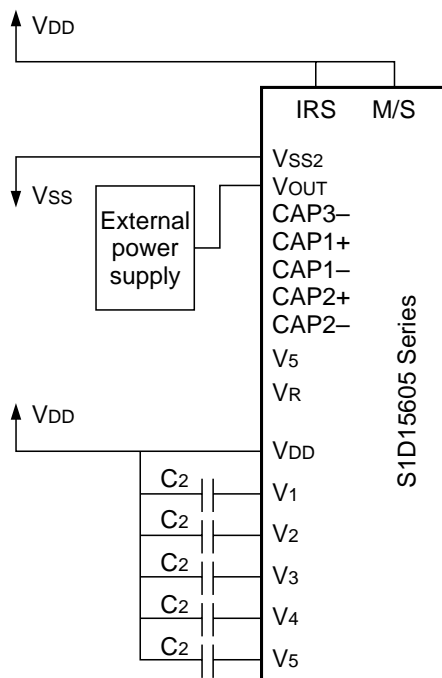 VDD
IRS M/S
VSS2
VSS
VOUT
External
power
supply
CAP3–
CAP1+
CAP1–
CAP2+
CAP2–
V5
VR
S1D15605 Series
VDD
VDD
C2 V1
C2 V2
C2 V3
C2 V4
C2 V5